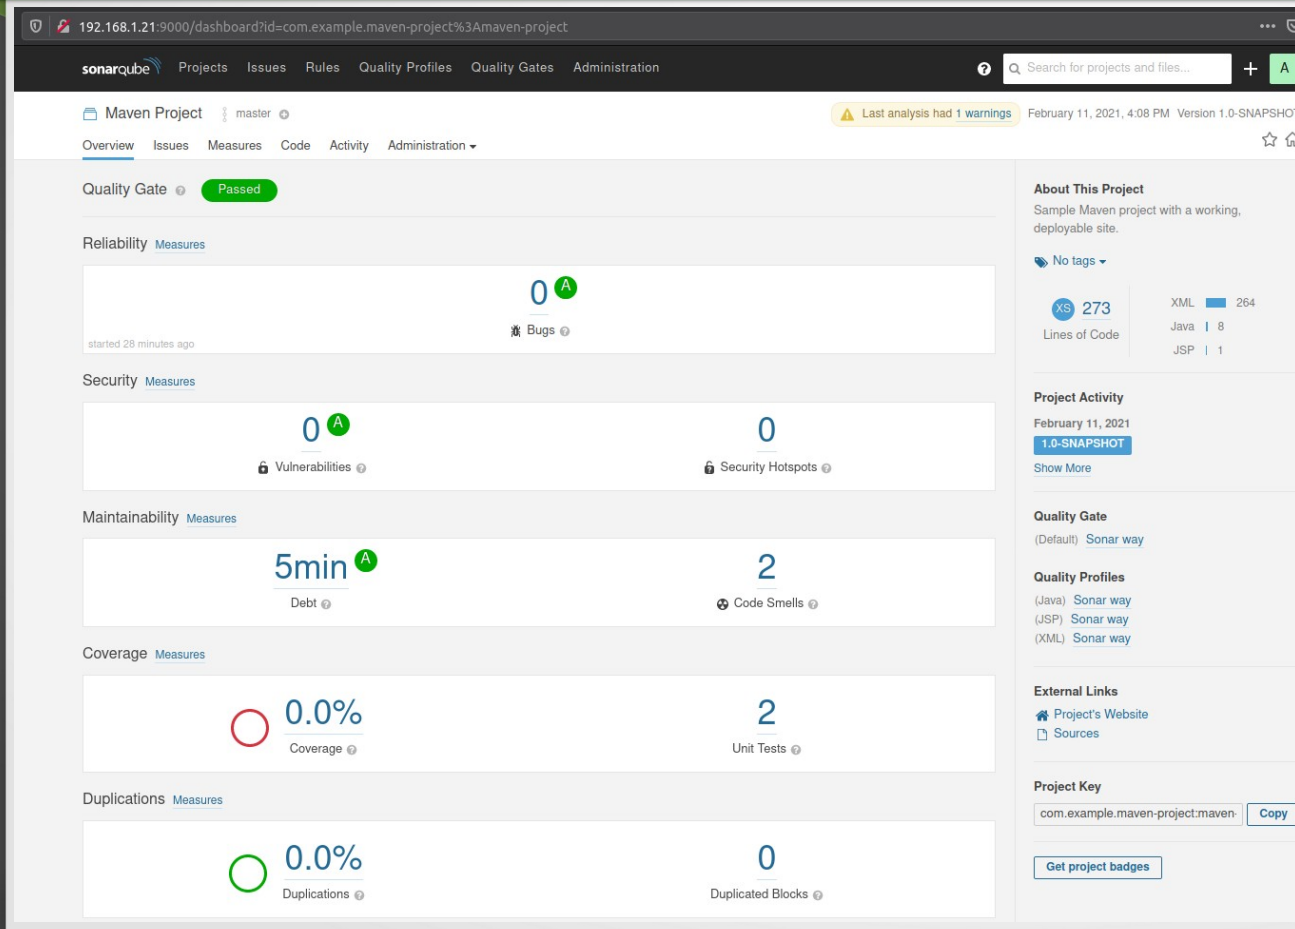 192.168.1.21:9000/dashboard?id=com.example.maven-project%3Amaven-project
sonarqube Projects Issues Rules Quality Profiles Quality Gates Administration Search for projects and files... A
Maven Project master Last analysis had 1 warnings February 11, 2021, 4:08 PM Version 1.0-SNAPSHOT
Overview Issues Measures Code Activity Administration
Quality Gate Passed
Reliability Measures
0 A
Bugs
started 28 minutes ago
Security Measures
0 A 0
Vulnerabilities Security Hotspots
Maintainability Measures
5min A 2
Debt Code Smells
Coverage Measures
0.0% 2
Coverage Unit Tests
Duplications Measures
0.0% 0
Duplications Duplicated Blocks
About This Project
Sample Maven project with a working,
deployable site.
No tags
XS 273
Lines of Code
XML 264
Java 8
JSP 1
Project Activity
February 11, 2021
1.0-SNAPSHOT
Show More
Quality Gate
(Default) Sonar way
Quality Profiles
(Java) Sonar way
(JSP) Sonar way
(XML) Sonar way
External Links
Project's Website
Sources
Project Key
com.example.maven-project:maven- Copy
Get project badges